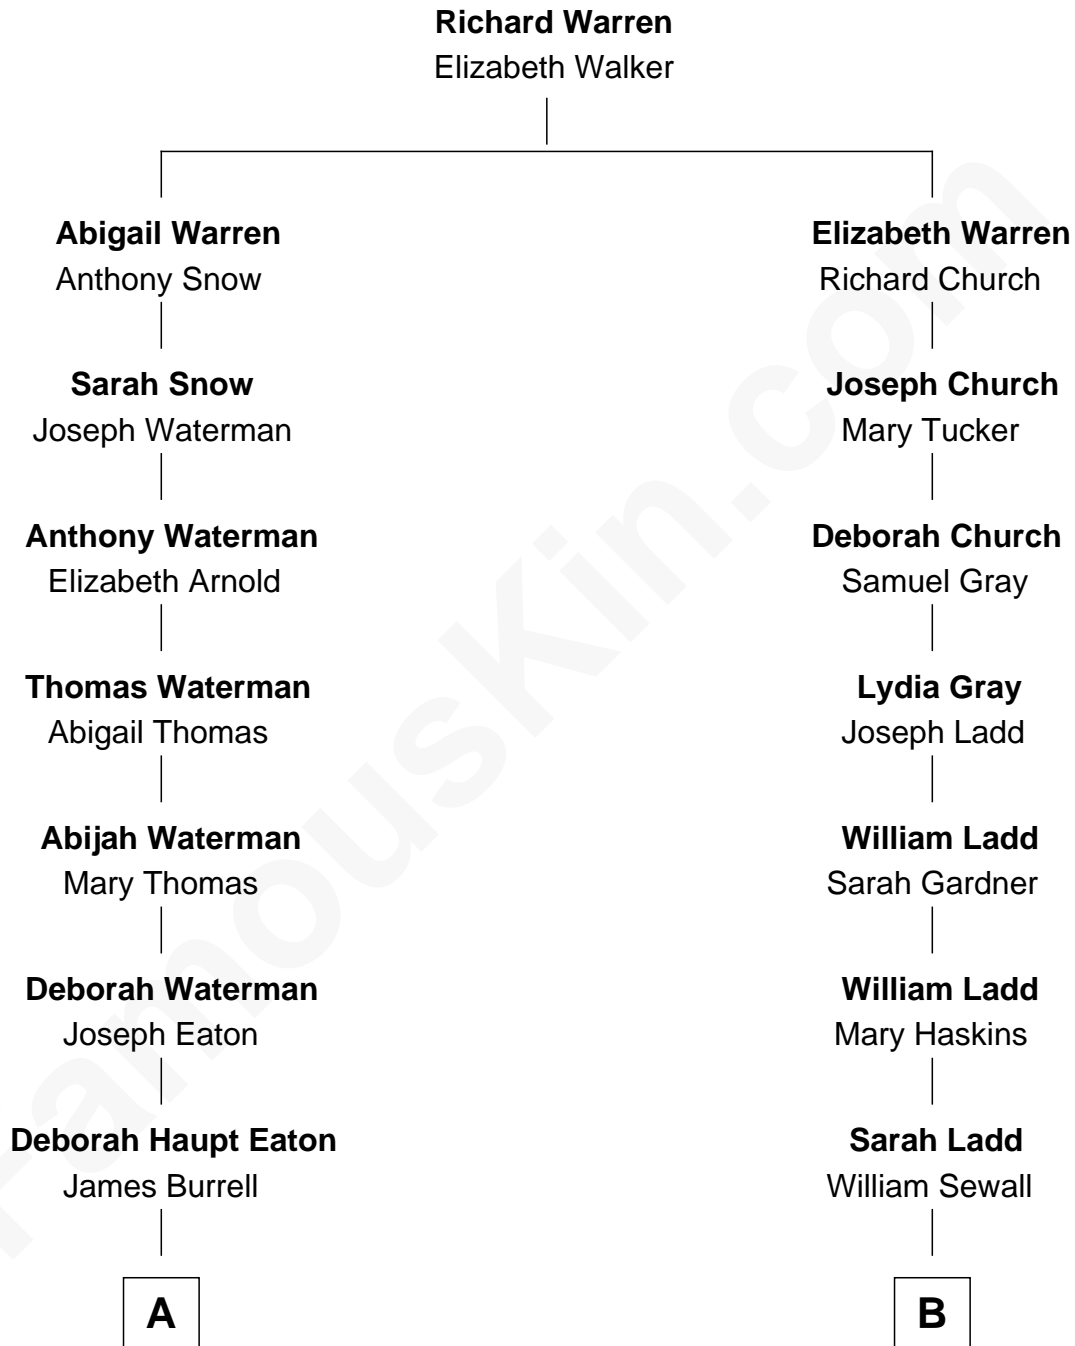 Richard Warren
Elizabeth Walker
Abigail Warren
Anthony Snow
Sarah Snow
Joseph Waterman
Anthony Waterman
Elizabeth Arnold
Thomas Waterman
Abigail Thomas
Abijah Waterman
Mary Thomas
Deborah Waterman
Joseph Eaton
Deborah Haupt Eaton
James Burrell
A
Elizabeth Warren
Richard Church
Joseph Church
Mary Tucker
Deborah Church
Samuel Gray
Lydia Gray
Joseph Ladd
William Ladd
Sarah Gardner
William Ladd
Mary Haskins
Sarah Ladd
William Sewall
B
FamousKin.com